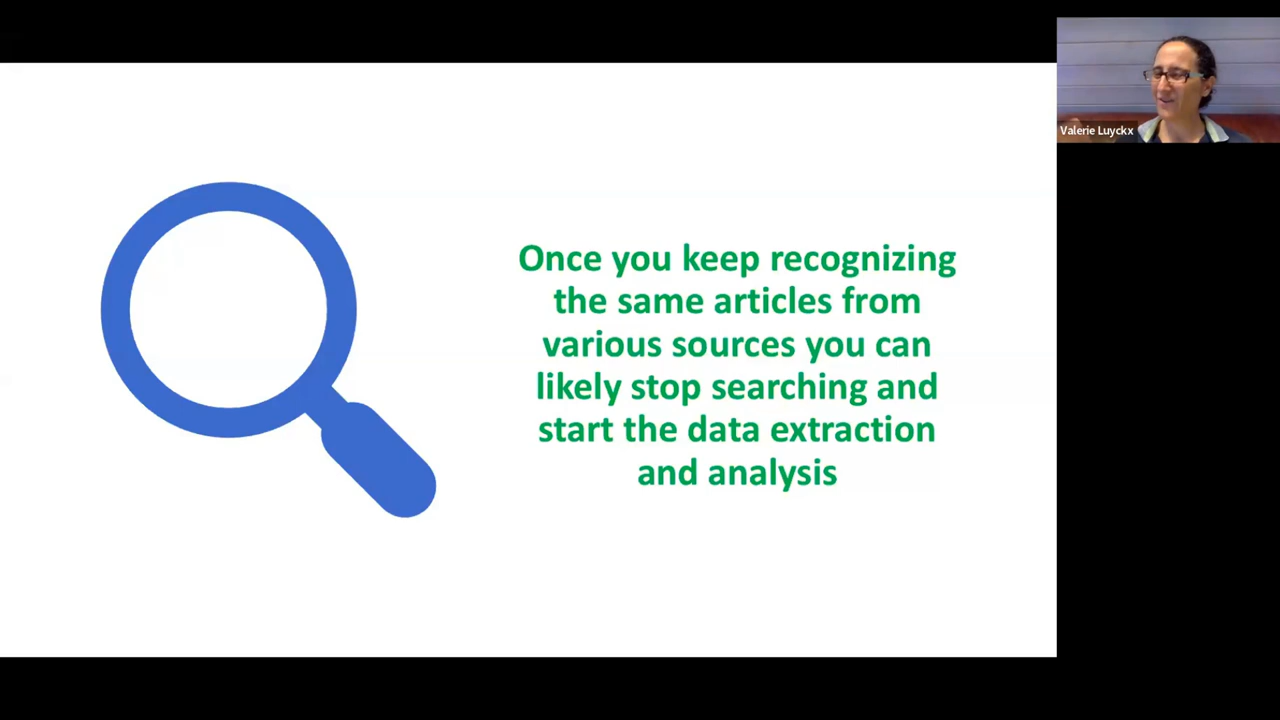 Once you keep recognizing
the same articles from
various sources you can
likely stop searching and
start the data extraction
and analysis
Valerie Luyckx